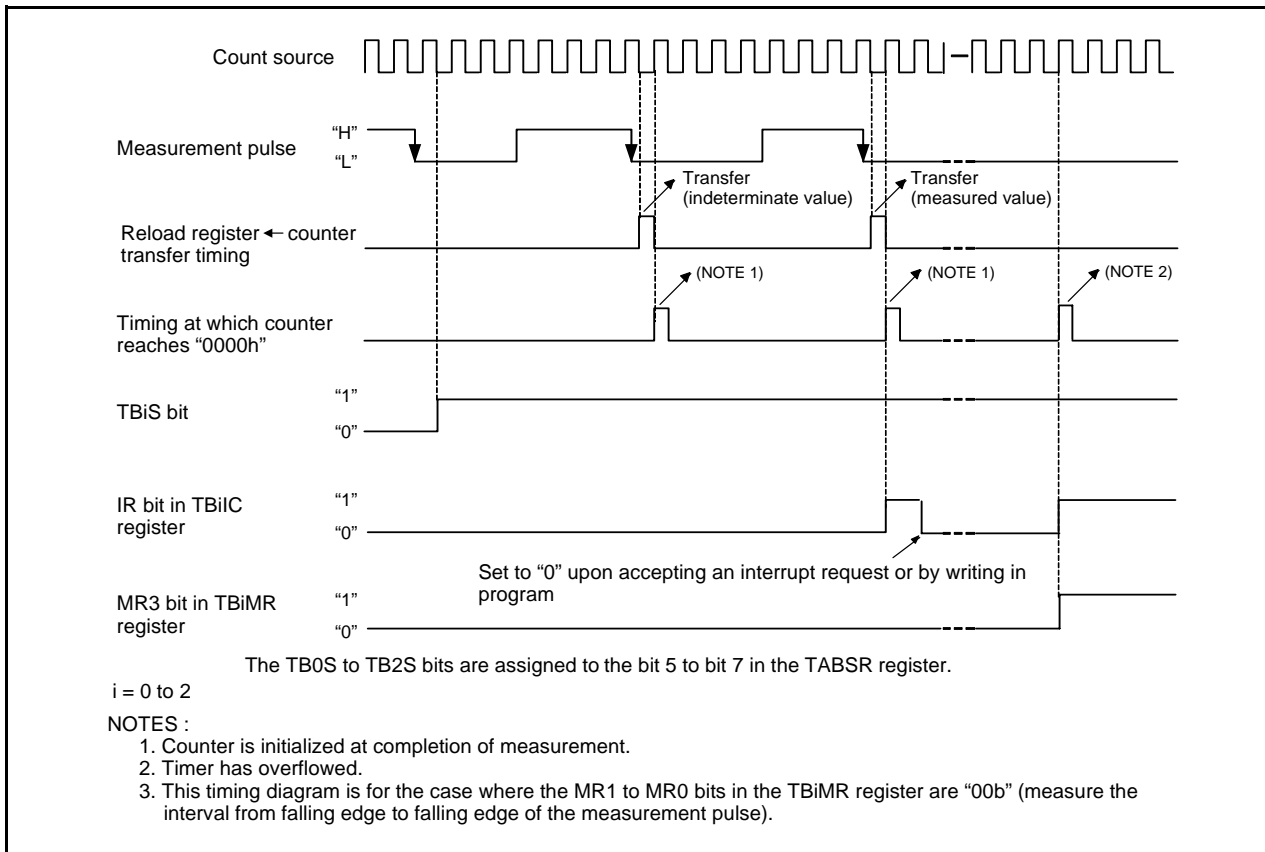 Count source
"H"
Measurement pulse
"L"
Transfer
(indeterminate value)
Transfer
(measured value)
Reload register ← counter
transfer timing
(NOTE 1)
(NOTE 1)
(NOTE 2)
Timing at which counter
reaches “0000h”
“1”
TBiS bit
“0”
IR bit in TBiIC
register
“1”
“0”
Set to “0” upon accepting an interrupt request or by writing in
program
MR3 bit in TBiMR
register
“1”
“0”
The TB0S to TB2S bits are assigned to the bit 5 to bit 7 in the TABSR register.
i = 0 to 2
NOTES :
1. Counter is initialized at completion of measurement.
2. Timer has overflowed.
3. This timing diagram is for the case where the MR1 to MR0 bits in the TBiMR register are “00b” (measure the
interval from falling edge to falling edge of the measurement pulse).